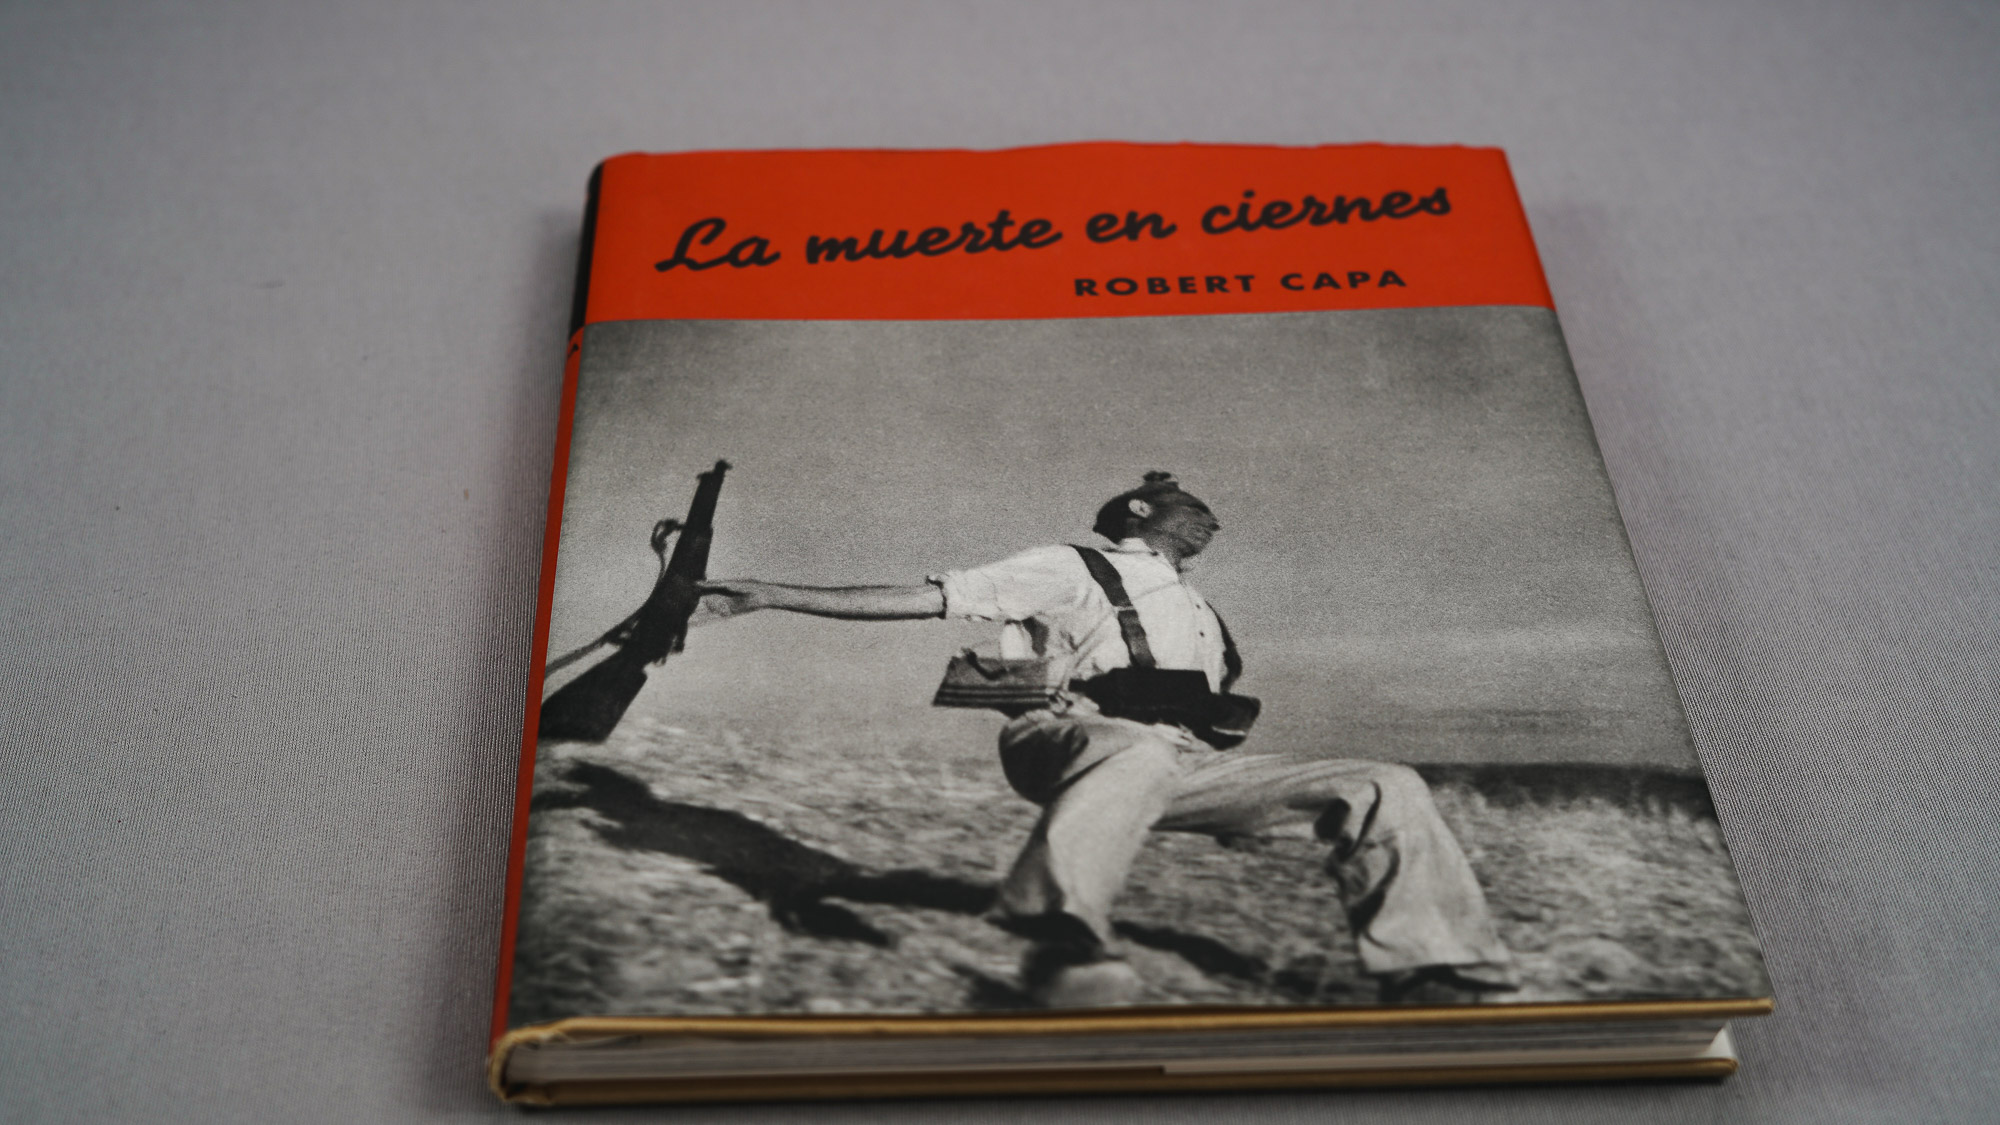 La muerte en ciernes
ROBERT CAPA